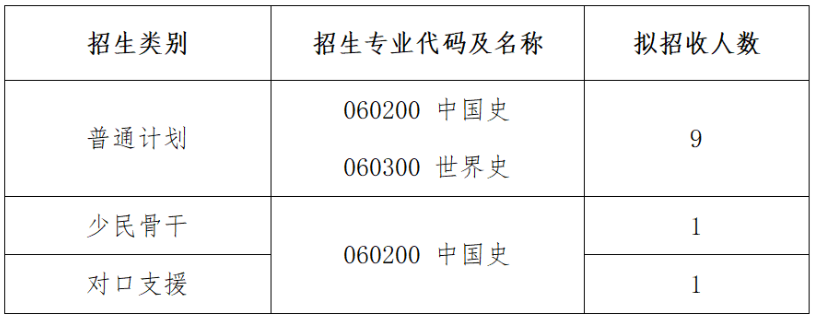 招生类别 招生专业代码及名称 拟招收人数
普通计划 060200 中国史 9
060300 世界史
少民骨干 060200 中国史 1
对口支援 1